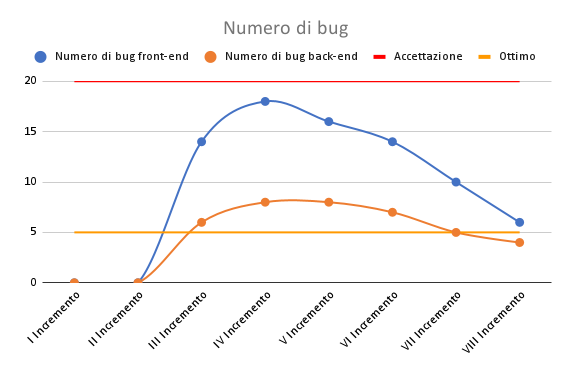 Numero di bug
Numero di bug front-end Numero di bug back-end Accettazione Ottimo
20
15
10
5
0
I Incremento
II Incremento
III Incremento
IV Incremento
V Incremento
VI Incremento
VII Incremento
VIII Incremento